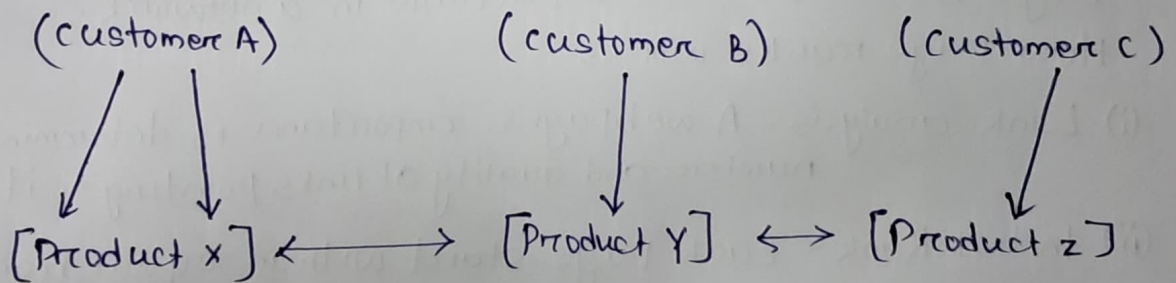 (customer A) (customer B) (customer C)
[Product X] [Product Y] [Product Z]